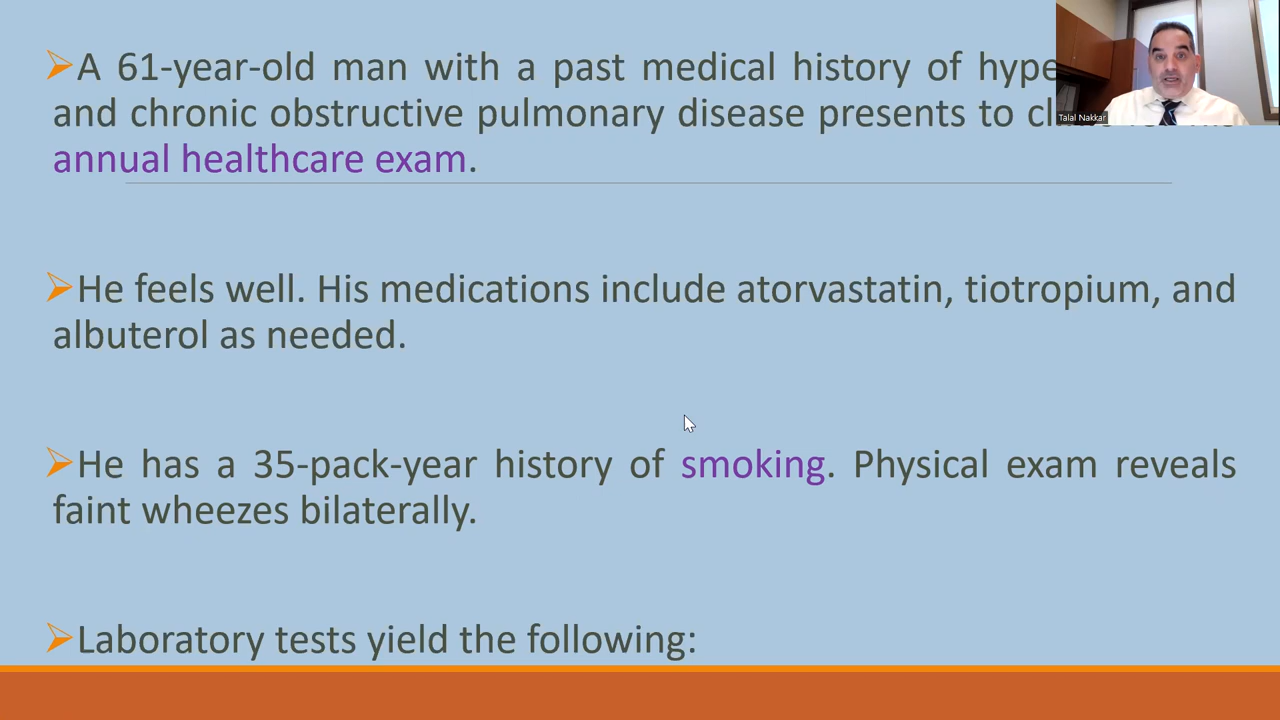 ➢A 61-year-old man with a past medical history of hype
and chronic obstructive pulmonary disease presents to
annual healthcare exam.
➢He feels well. His medications include atorvastatin, tiotropium, and
albuterol as needed.
➢He has a 35-pack-year history of smoking. Physical exam reveals
faint wheezes bilaterally.
➢Laboratory tests yield the following:
Talal Nakkar